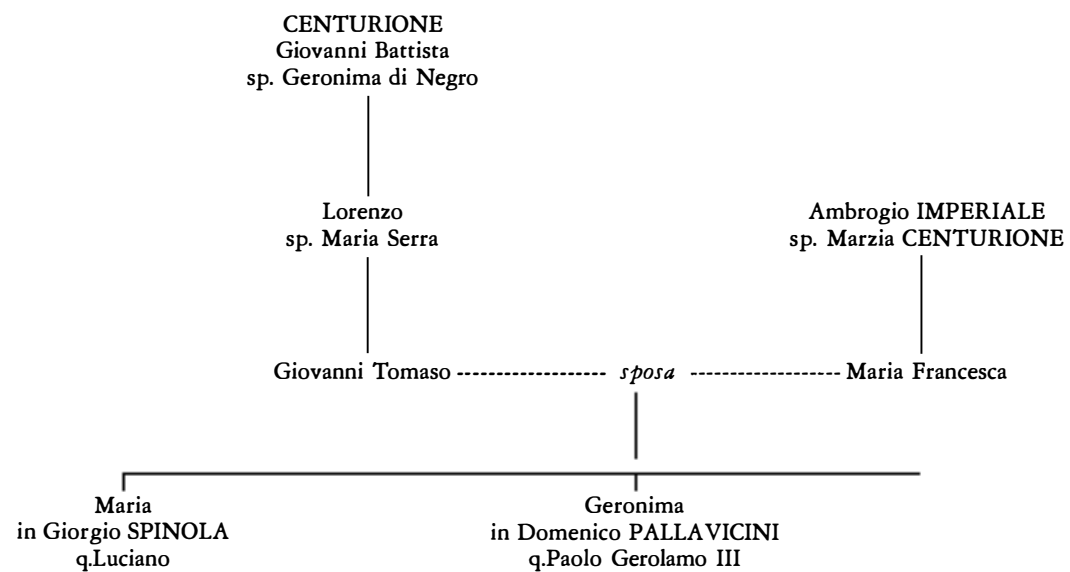 CENTURIONE
Giovanni Battista
sp. Geronima di Negro
Lorenzo
sp. Maria Serra
Ambrogio IMPERIALE
sp. Marzia CENTURIONE
Giovanni Tomaso ------------------- sposa ------------------- Maria Francesca
Maria
in Giorgio SPINOLA
q.Luciano
Geronima
in Domenico PALLAVICINI
q.Paolo Gerolamo III